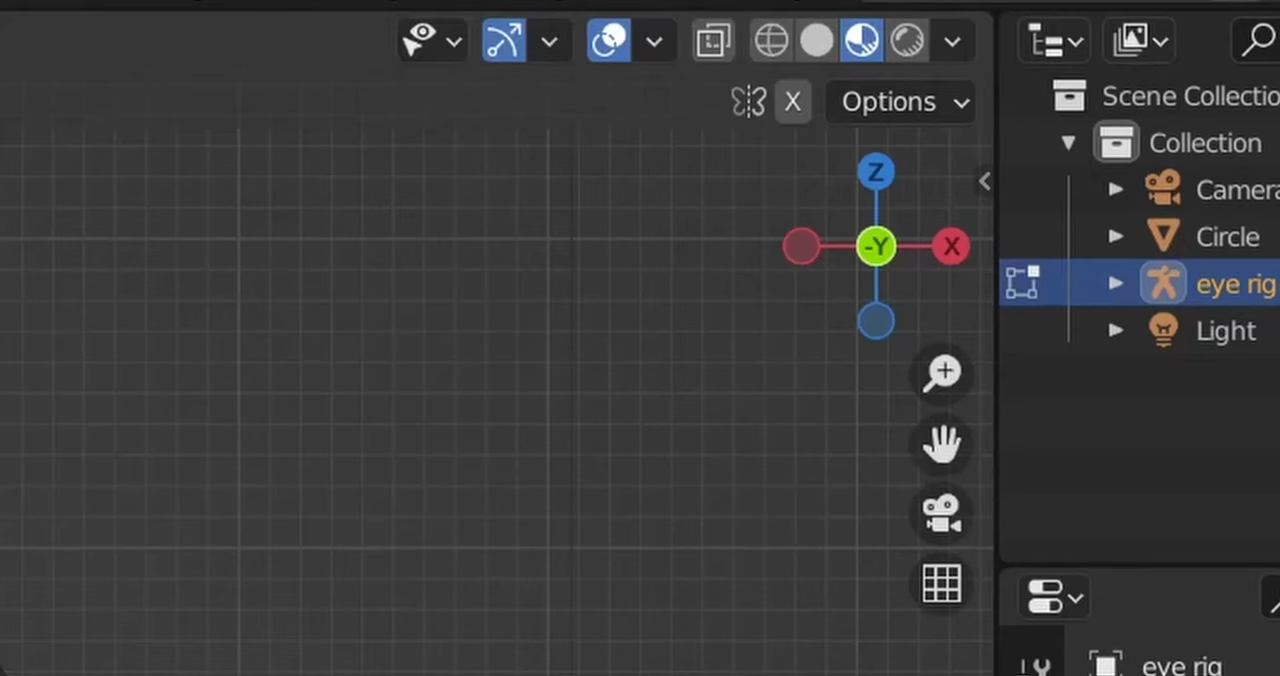 X Options
Scene Collectio
Collection
Z
Camera
-Y X
Circle
eye rig
Light
eye rig